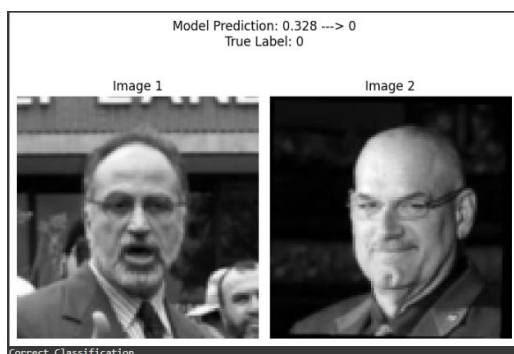 Model Prediction: 0.328 ---> 0
True Label: 0
Image 1
Image 2
Correct Classification